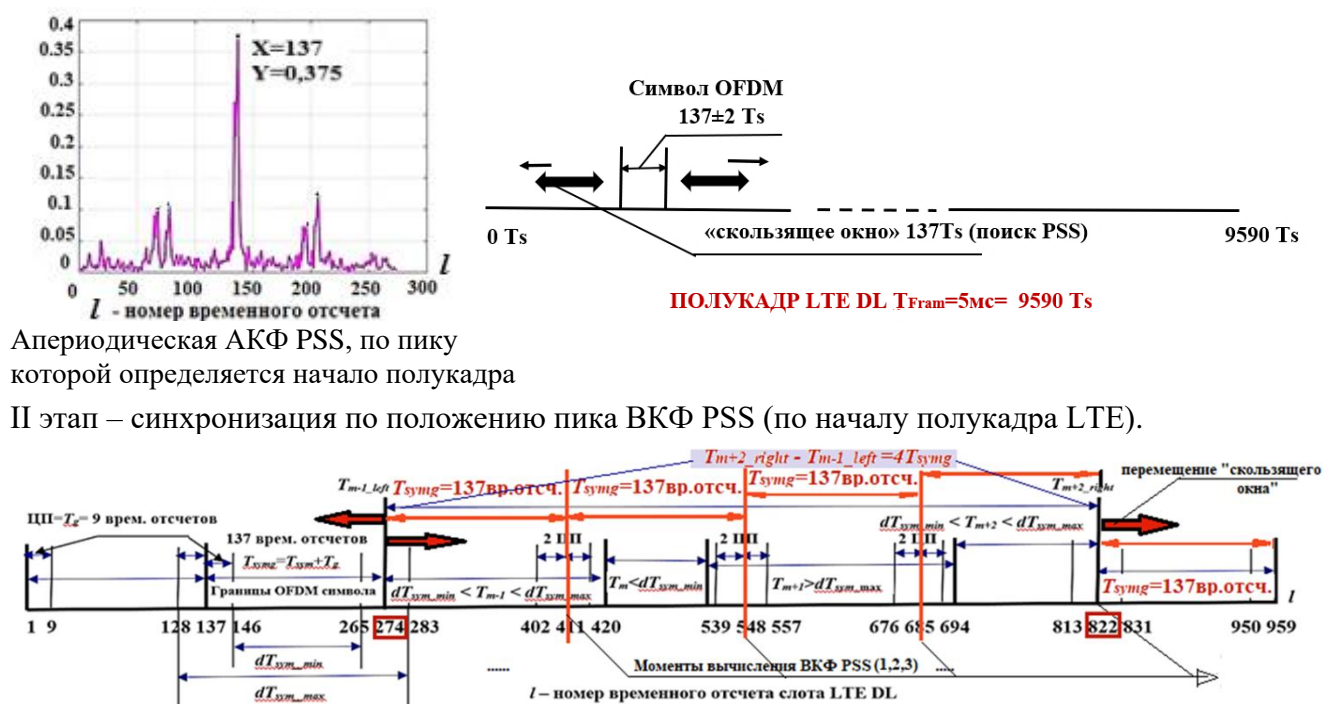 0.4
0.35
0.3
0.25
0.2
0.15
0.1
0.05
0
X=137
Y=0,375
0 50 100 150 200 250 300 l
l - номер временного отсчета
Апериодическая АКФ PSS, по пику
которой определяется начало полукадра
Символ OFDM
137±2 Ts
0 Ts
«скользящее окно» 137Ts (поиск PSS)
9590 Ts
ПОЛУКАДР LTE DL TFram=5мс= 9590 Ts
II этап – синхронизация по положению пика ВКФ PSS (по началу полукадра LTE).
Tm+2_right - Tm-1_left =4Tsymg
Tm-1_left Tsymg=137вр.отсч. Tsymg=137вр.отсч. Tsymg=137вр.отсч. Tm+2_right
перемещение "скользящего
окна"
ЦП=Tg= 9 врем. отсчетов
137 врем. отсчетов
Tsymg=Tsym+Tg
Границы OFDM символа
dTsym_min < Tm-1 < dTsym_max
2 ЦП
Tm<dTsym_min
2 ЦП
Tm+1>dTsym_max
2 ЦП
dTsym_min < Tm+2 < dTsym_max
Tsymg=137вр.отсч.
l
1 9 128 137 146 265 274 283 402 411 420 539 548 557 676 685 694 813 822 831 950 959
dTsym_min
dTsym_max
...... Моменты вычисления ВКФ PSS (1,2,3) .....
l – номер временного отсчета слота LTE DL